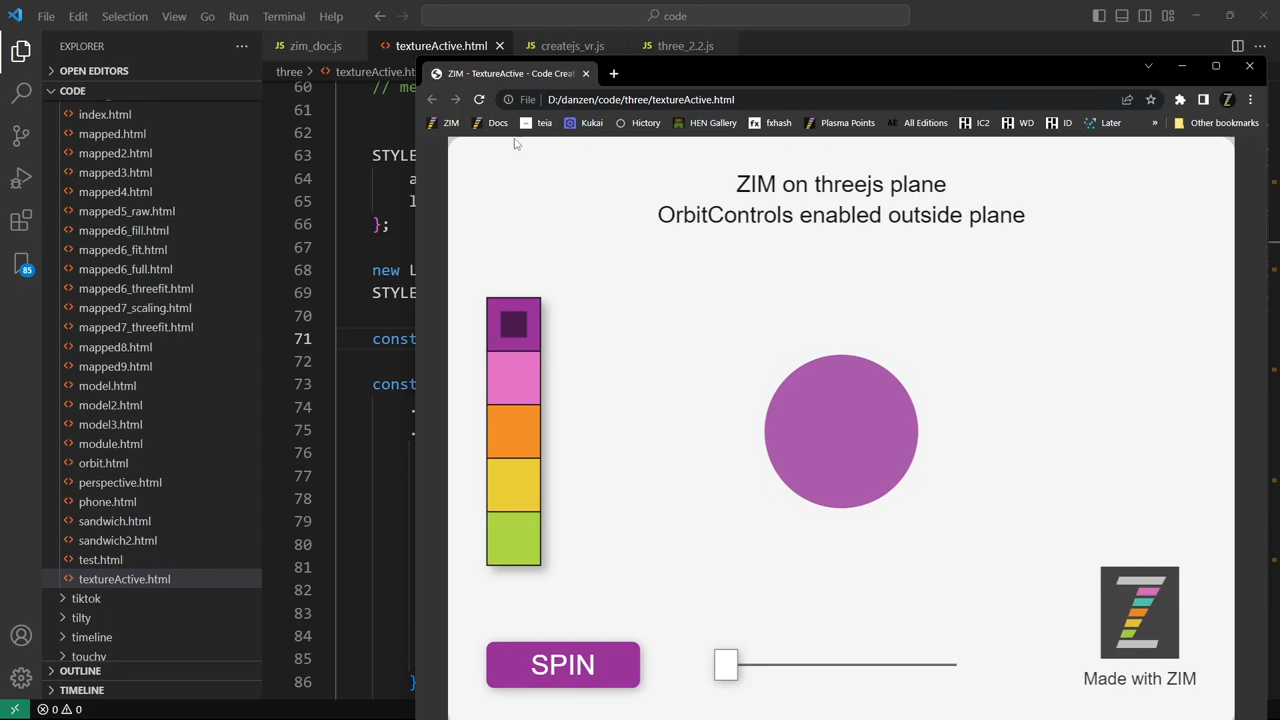 File Edit Selection View Go Run Terminal Help
code
EXPLORER
zim_doc.js
textureActive.html
createjs_vr.js
three_2.2.js
OPEN EDITORS
CODE
three > textureActive.ht
index.html
mapped.html
mapped2.html
mapped3.html
mapped4.html
mapped5_raw.html
mapped6_fill.html
mapped6_fit.html
mapped6_full.html
mapped6_threefit.html
mapped7_scaling.html
mapped7_threefit.html
mapped8.html
mapped9.html
model.html
model2.html
model3.html
module.html
orbit.html
perspective.html
phone.html
sandwich.html
sandwich2.html
test.html
textureActive.html
tiktok
tilty
timeline
touchy
OUTLINE
TIMELINE
85
0 0
60 // me
61
62
63 STYLE
64 a
65 l
66 };
67
68 new L
69 STYLE
70
71 const
72
73 const
74 .
75 .
76
77
78
79
80
81
82
83
84
85
86 }
ZIM - TextureActive - Code Creat
File D:/danzen/code/three/textureActive.html
ZIM Docs teia Kukai Hictory HEN Gallery fx fxhash Plasma Points AE All Editions IC2 WD ID Later » Other bookmarks
ZIM on threejs plane
OrbitControls enabled outside plane
SPIN
Made with ZIM